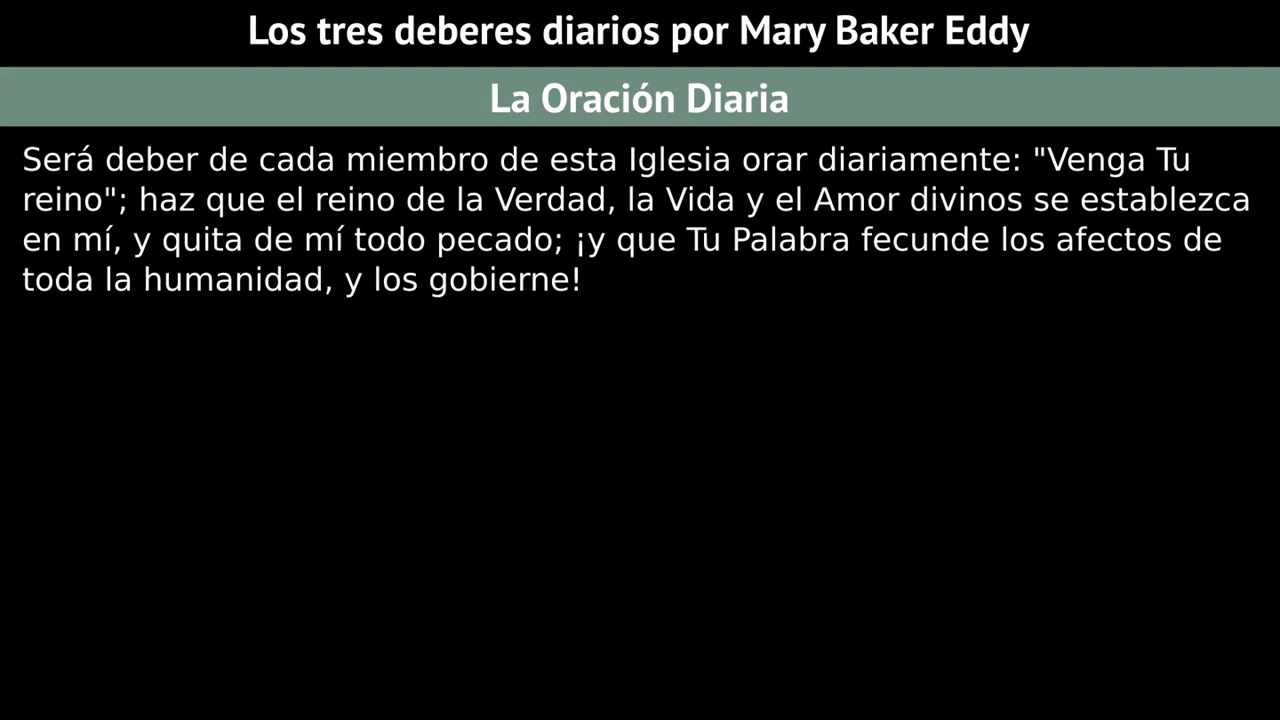 Los tres deberes diarios por Mary Baker Eddy
La Oración Diaria
Será deber de cada miembro de esta Iglesia orar diariamente: "Venga Tu
reino"; haz que el reino de la Verdad, la Vida y el Amor divinos se establezca
en mí, y quita de mí todo pecado; ¡y que Tu Palabra fecunde los afectos de
toda la humanidad, y los gobierne!